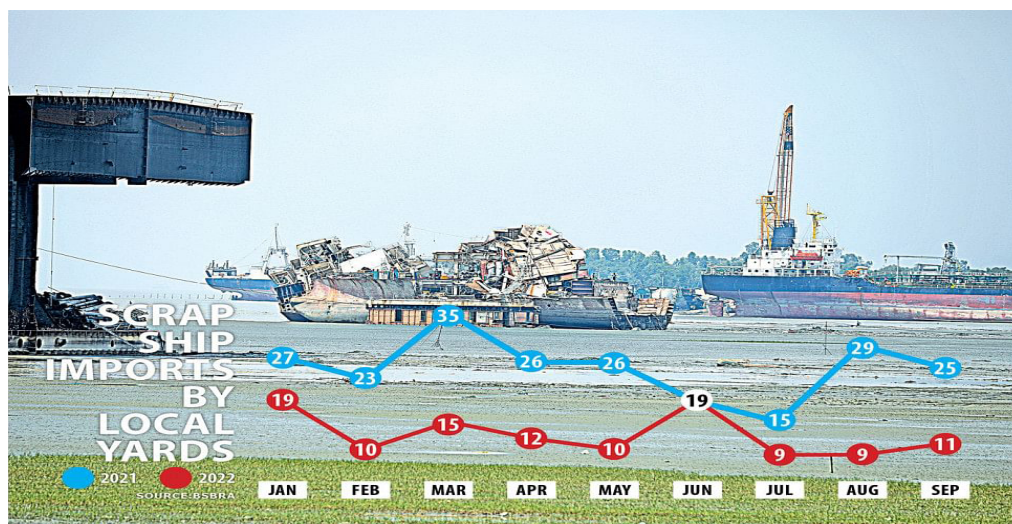 SCRAP
SHIP
IMPORTS
BY
LOCAL
YARDS
2021 2022
SOURCE:BSBRA
27 23 35 26 26 19 15 29 25
19 10 15 12 10 9 9 11
JAN FEB MAR APR MAY JUN JUL AUG SEP